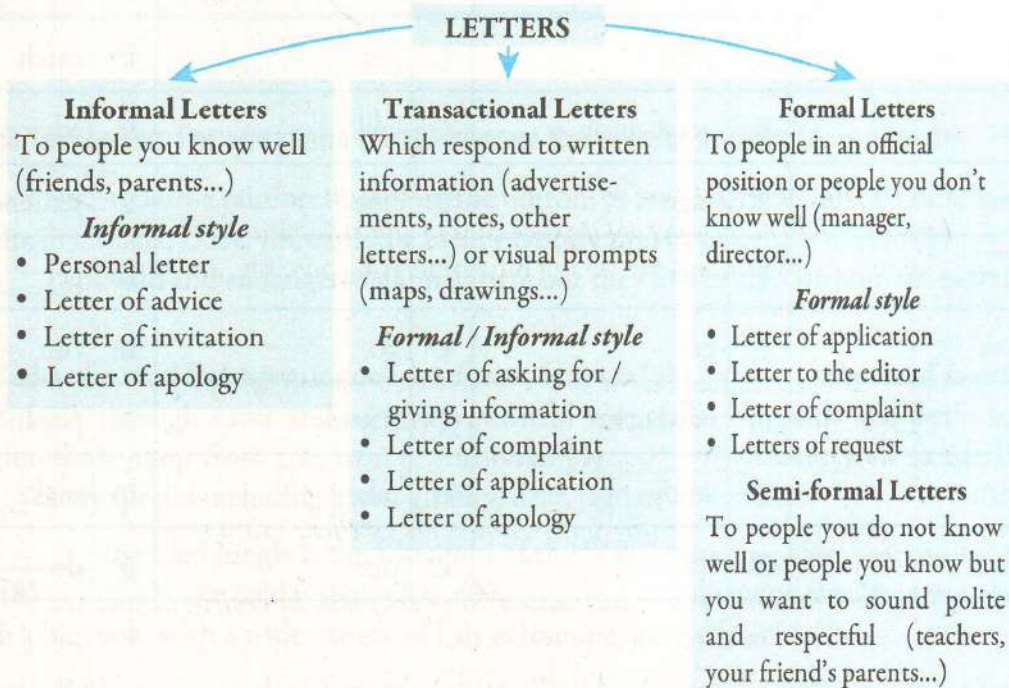 LETTERS
Informal Letters
To people you know well
(friends, parents...)
Informal style
• Personal letter
• Letter of advice
• Letter of invitation
• Letter of apology
Transactional Letters
Which respond to written
information (advertise-
ments, notes, other
letters...) or visual prompts
(maps, drawings...)
Formal / Informal style
• Letter of asking for /
giving information
• Letter of complaint
• Letter of application
• Letter of apology
Formal Letters
To people in an official
position or people you don't
know well (manager,
director...)
Formal style
• Letter of application
• Letter to the editor
• Letter of complaint
• Letters of request
Semi-formal Letters
To people you do not know
well or people you know but
you want to sound polite
and respectful (teachers,
your friend's parents...)